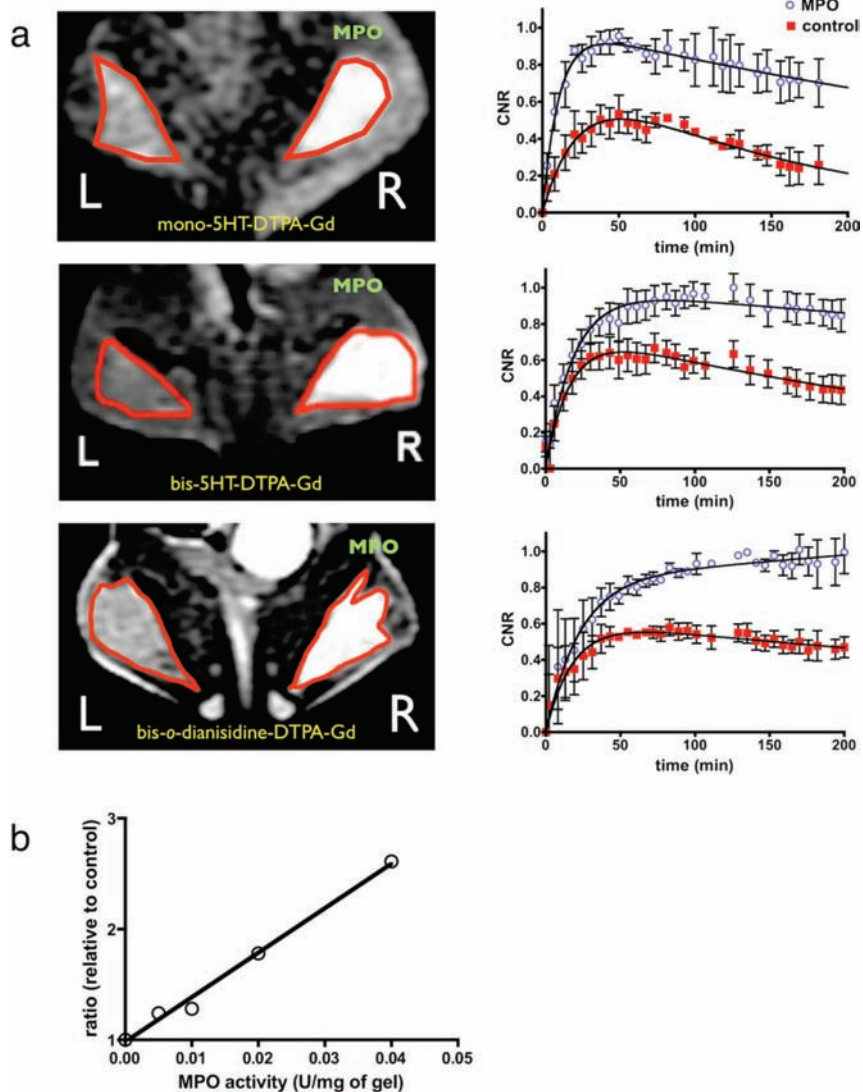 a
MPO
L
R
mono-5HT-DTPA-Gd
MPO
control
CNR
1.0
0.8
0.6
0.4
0.2
0.0
0
50
100
150
200
time (min)
MPO
L
R
bis-5HT-DTPA-Gd
CNR
1.0
0.8
0.6
0.4
0.2
0.0
0
50
100
150
200
time (min)
MPO
L
R
bis-o-dianisidine-DTPA-Gd
CNR
1.0
0.8
0.6
0.4
0.2
0.0
0
50
100
150
200
time (min)
b
ratio (relative to control)
3
2
1
0.00
0.01
0.02
0.03
0.04
0.05
MPO activity (U/mg of gel)